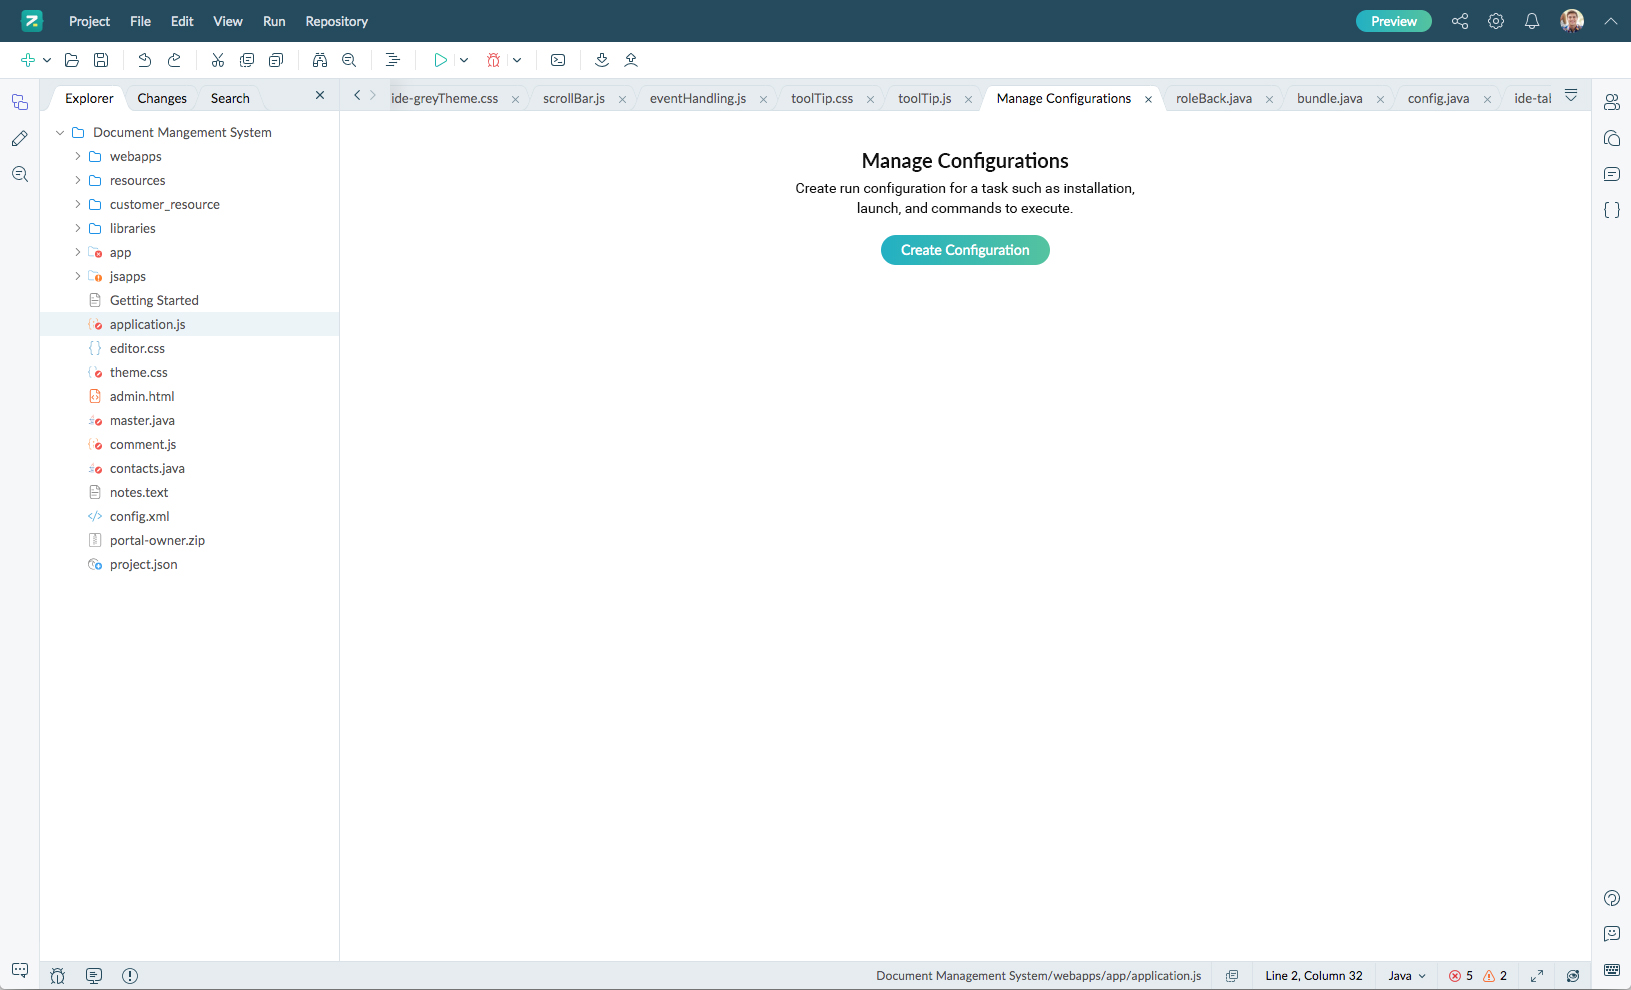 Project File Edit View Run Repository
Preview
Explorer Changes Search
ide-greyTheme.css scrollBar.js eventHandling.js toolTip.css toolTip.js Manage Configurations roleBack.java bundle.java config.java ide-tal
Document Mangement System
webapps
resources
customer_resource
libraries
app
jsapps
Getting Started
application.js
editor.css
theme.css
admin.html
master.java
comment.js
contacts.java
notes.text
config.xml
portal-owner.zip
project.json
Manage Configurations
Create run configuration for a task such as installation,
launch, and commands to execute.
Create Configuration
Document Management System/webapps/app/application.js Line 2, Column 32 Java 5 2